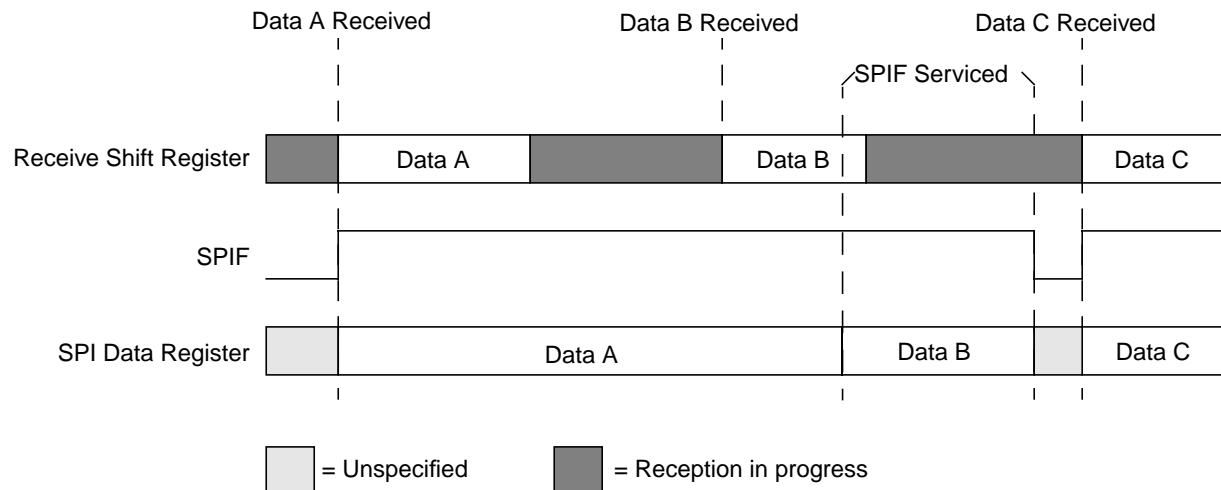 Data A Received
Data B Received
Data C Received
SPIF Serviced
Receive Shift Register
Data A
Data B
Data C
SPIF
SPI Data Register
Data A
Data B
Data C
= Unspecified
= Reception in progress